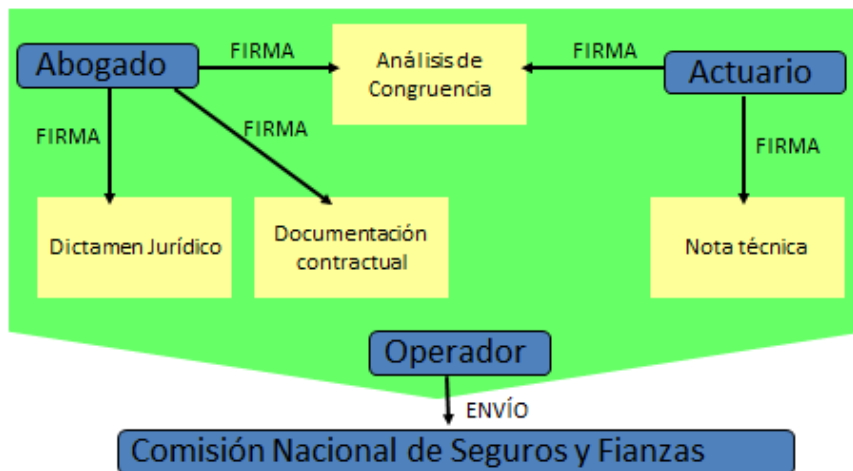 Abogado
FIRMA
Análisis de
Congruencia
FIRMA
Actuario
FIRMA
FIRMA
FIRMA
Dictamen Jurídico
Documentación
contractual
Nota técnica
Operador
ENVÍO
Comisión Nacional de Seguros y Fianzas